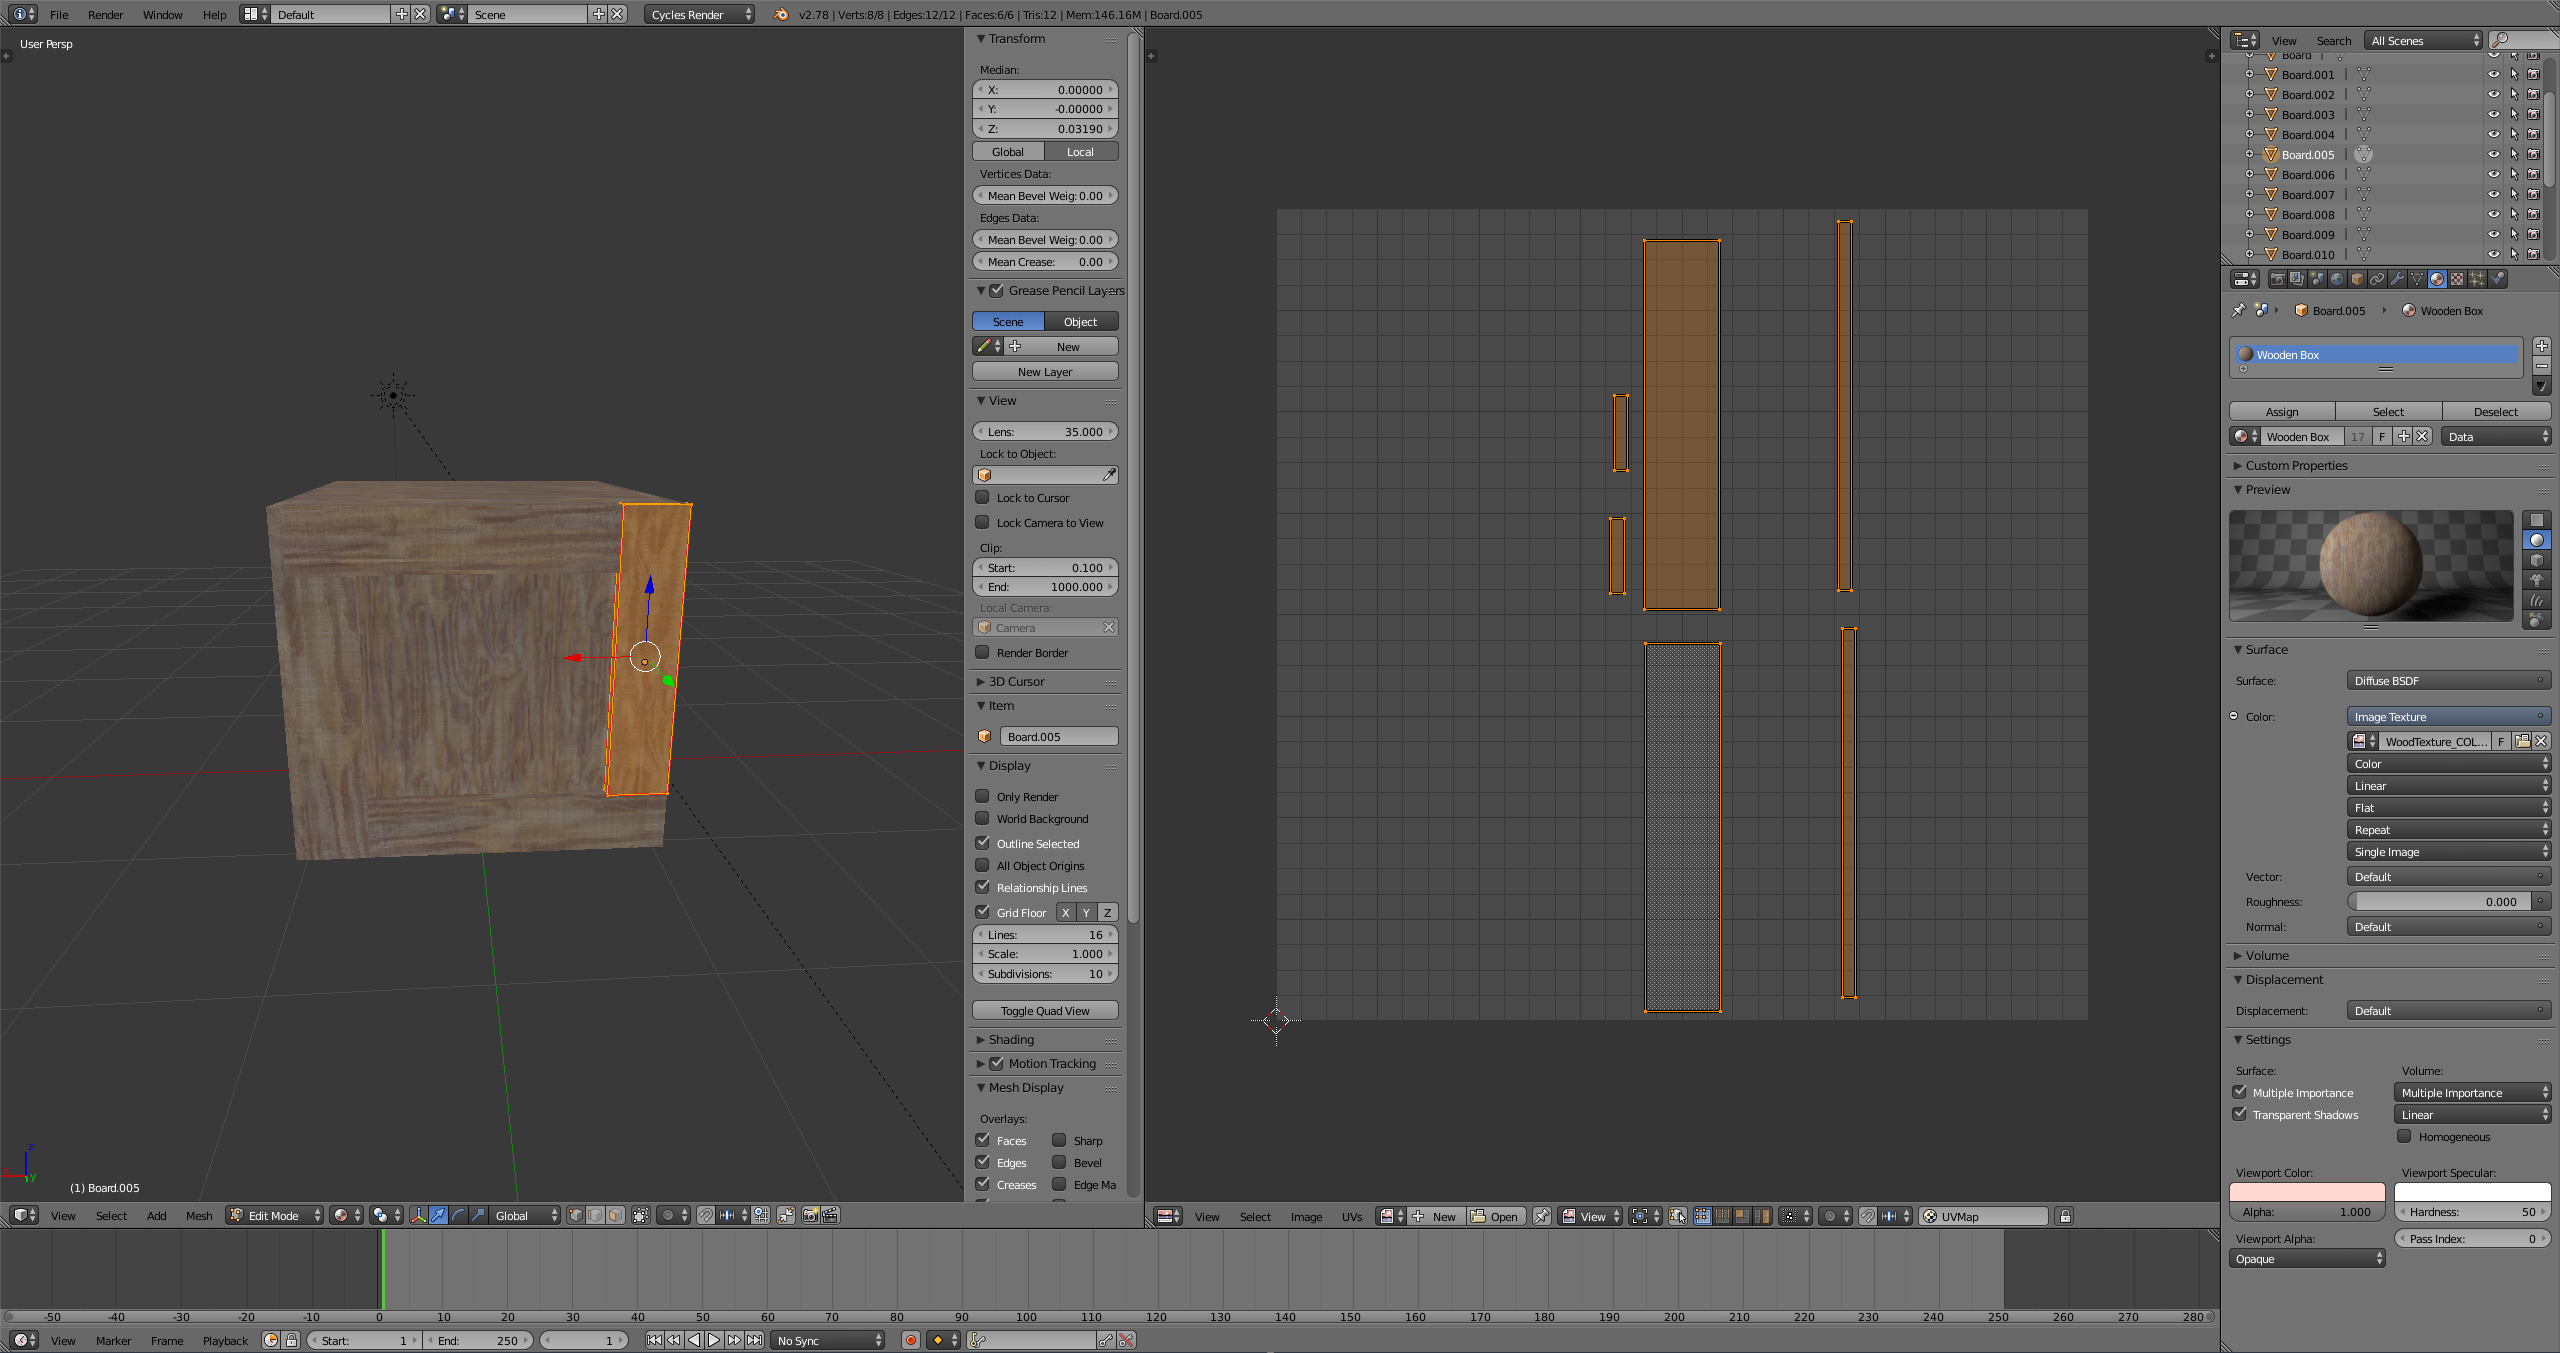 File Render Window Help Default Scene Cycles Render v2.78 | Verts:8/8 | Edges:12/12 | Faces:6/6 | Tris:12 | Mem:146.16M | Board.005
User Persp
(1) Board.005
z
y
Transform
Median:
X: 0.00000
Y: -0.00000
Z: 0.03190
Global Local
Vertices Data:
Mean Bevel Weig: 0.00
Edges Data:
Mean Bevel Weig: 0.00
Mean Crease: 0.00
Grease Pencil Layers
Scene Object
New
New Layer
View
Lens: 35.000
Lock to Object:
Lock to Cursor
Lock Camera to View
Clip:
Start: 0.100
End: 1000.000
Local Camera:
Camera
Render Border
3D Cursor
Item
Board.005
Display
Only Render
World Background
Outline Selected
All Object Origins
Relationship Lines
Grid Floor X Y Z
Lines: 16
Scale: 1.000
Subdivisions: 10
Toggle Quad View
Shading
Motion Tracking
Mesh Display
Overlays:
Faces Sharp
Edges Bevel
Creases Edge Ma
View Select Add Mesh Edit Mode Global
View Select Image UVs New Open View UVMap
-50 -40 -30 -20 -10 0 10 20 30 40 50 60 70 80 90 100 110 120 130 140 150 160 170 180 190 200 210 220 230 240 250 260 270 280
View Marker Frame Playback Start: 1 End: 250 1 No Sync
View Search All Scenes
Board
Board.001
Board.002
Board.003
Board.004
Board.005
Board.006
Board.007
Board.008
Board.009
Board.010
Board.005 Wooden Box
Wooden Box
Assign Select Deselect
Wooden Box 17 F Data
Custom Properties
Preview
Surface
Surface: Diffuse BSDF
Color: Image Texture
WoodTexture_COL... F
Color
Linear
Flat
Repeat
Single Image
Vector: Default
Roughness: 0.000
Normal: Default
Volume
Displacement
Displacement: Default
Settings
Surface: Volume:
Multiple Importance Multiple Importance
Transparent Shadows Linear
Homogeneous
Viewport Color: Viewport Specular:
Alpha: 1.000 Hardness: 50
Viewport Alpha: Pass Index: 0
Opaque